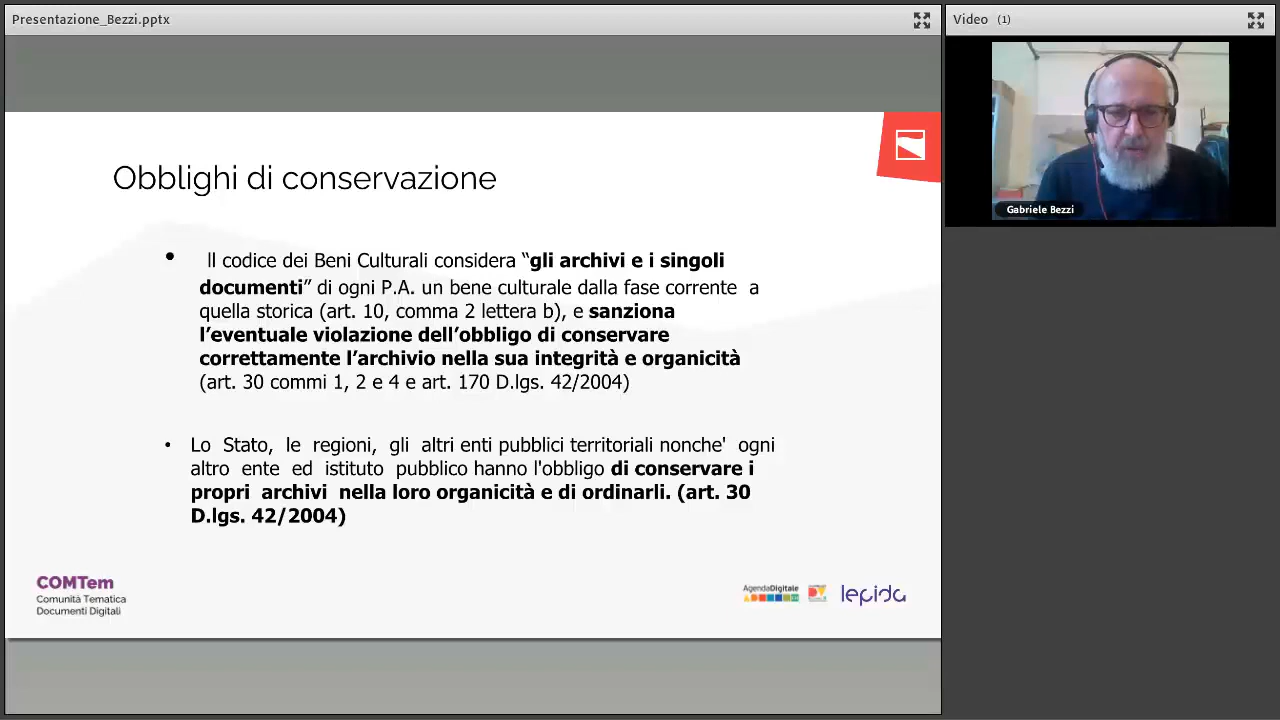 Presentazione_Bezzi.pptx
Video (1)
Gabriele Bezzi
Obblighi di conservazione
• Il codice dei Beni Culturali considera “gli archivi e i singoli
documenti” di ogni P.A. un bene culturale dalla fase corrente a
quella storica (art. 10, comma 2 lettera b), e sanziona
l’eventuale violazione dell’obbligo di conservare
correttamente l’archivio nella sua integrità e organicità
(art. 30 commi 1, 2 e 4 e art. 170 D.lgs. 42/2004)
• Lo Stato, le regioni, gli altri enti pubblici territoriali nonche' ogni
altro ente ed istituto pubblico hanno l'obbligo di conservare i
propri archivi nella loro organicità e di ordinarli. (art. 30
D.lgs. 42/2004)
COMTem
Comunità Tematica
Documenti Digitali
AgendaDigitale
lepida